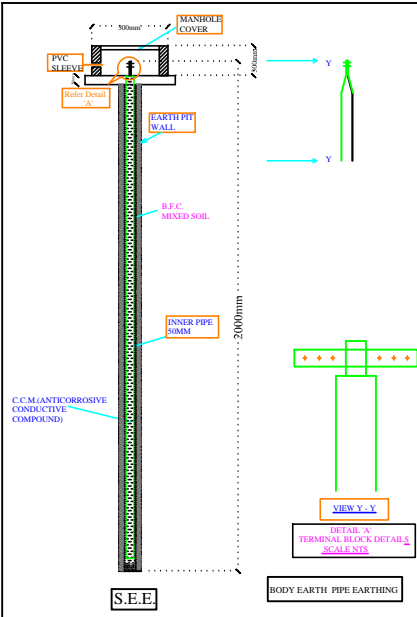 MANHOLE
COVER
300mm
PVC
SLEEVE
300mm
Y
Refer Detail
'A'
EARTH PIT
WALL
Y
B.F.C.
MIXED SOIL
2000mm
INNER PIPE
50MM
C.C.M.(ANTICORROSIVE
CONDUCTIVE
COMPOUND)
VIEW Y - Y
DETAIL 'A'
TERMINAL BLOCK DETAILS
SCALE NTS
S.E.E.
BODY EARTH PIPE EARTHING